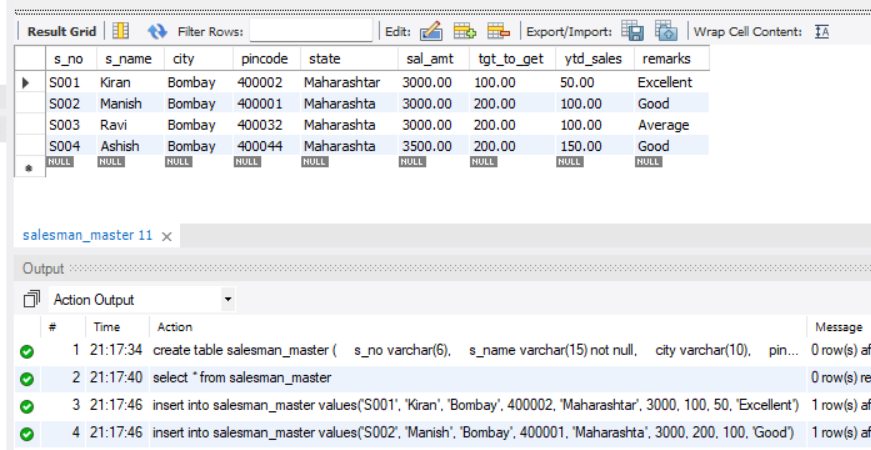 Result Grid Filter Rows: Edit: Export/Import: Wrap Cell Content: IA
s_no s_name city pincode state sal_amt tgt_to_get ytd_sales remarks
S001 Kiran Bombay 400002 Maharashtar 3000.00 100.00 50.00 Excellent
S002 Manish Bombay 400001 Maharashta 3000.00 200.00 100.00 Good
S003 Ravi Bombay 400032 Maharashta 3000.00 200.00 100.00 Average
S004 Ashish Bombay 400044 Maharashta 3500.00 200.00 150.00 Good
NULL NULL NULL NULL NULL NULL NULL NULL NULL
salesman_master 11
Output
Action Output
# Time Action Message
1 21:17:34 create table salesman_master ( s_no varchar(6), s_name varchar(15) not null, city varchar(10), pin... 0 row(s) af
2 21:17:40 select * from salesman_master 0 row(s) re
3 21:17:46 insert into salesman_master values('S001', 'Kiran', 'Bombay', 400002, 'Maharashtar', 3000, 100, 50, 'Excellent') 1 row(s) af
4 21:17:46 insert into salesman_master values('S002', 'Manish', 'Bombay', 400001, 'Maharashta', 3000, 200, 100, 'Good') 1 row(s) af